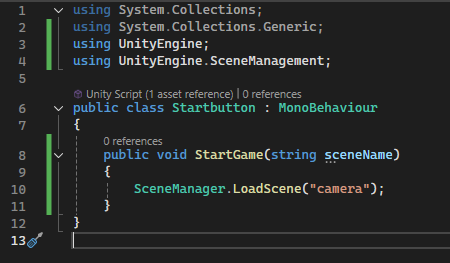 1 using System.Collections;
2 using System.Collections.Generic;
3 using UnityEngine;
4 using UnityEngine.SceneManagement;
5
Unity Script (1 asset reference) | 0 references
6 public class Startbutton : MonoBehaviour
7 {
0 references
8 public void StartGame(string sceneName)
9 {
10 SceneManager.LoadScene("camera");
11 }
12 }
13